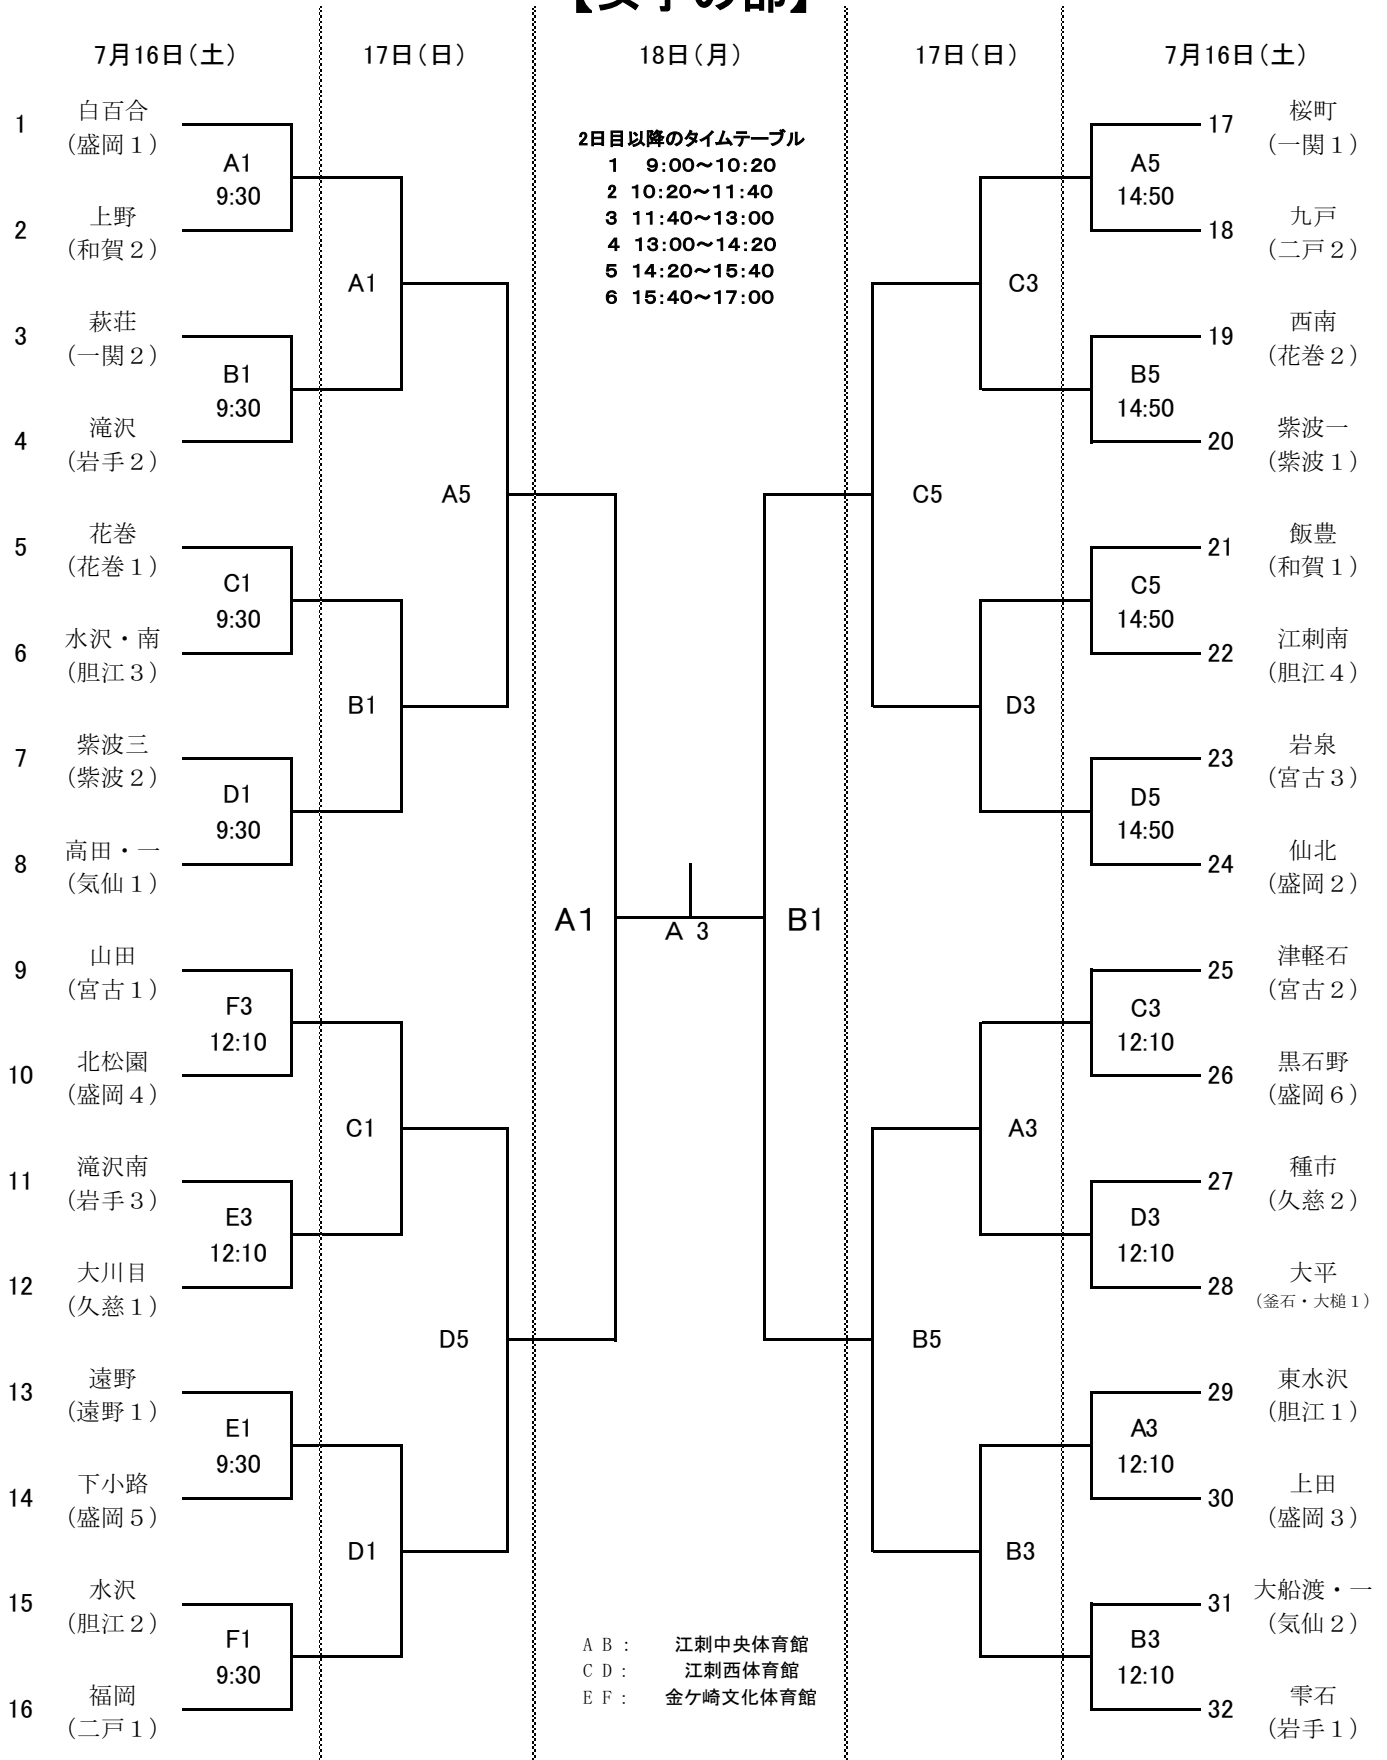 【女子の部】
7月16日(土)
17日(日)
18日(月)
17日(日)
7月16日(土)
2日目以降のタイムテーブル
1 9:00～10:20
2 10:20～11:40
3 11:40～13:00
4 13:00～14:20
5 14:20～15:40
6 15:40～17:00
1 白百合
(盛岡1)
A1
9:30
2 上野
(和賀2)
A1
3 萩荘
(一関2)
B1
9:30
4 滝沢
(岩手2)
A5
5 花巻
(花巻1)
C1
9:30
6 水沢・南
(胆江3)
B1
7 紫波三
(紫波2)
D1
9:30
8 高田・一
(気仙1)
A1
9 山田
(宮古1)
F3
12:10
10 北松園
(盛岡4)
C1
11 滝沢南
(岩手3)
E3
12:10
12 大川目
(久慈1)
D5
13 遠野
(遠野1)
E1
9:30
14 下小路
(盛岡5)
D1
15 水沢
(胆江2)
F1
9:30
16 福岡
(二戸1)
A 3
17 桜町
(一関1)
A5
14:50
18 九戸
(二戸2)
C3
19 西南
(花巻2)
B5
14:50
20 紫波一
(紫波1)
C5
21 飯豊
(和賀1)
C5
14:50
22 江刺南
(胆江4)
D3
23 岩泉
(宮古3)
D5
14:50
24 仙北
(盛岡2)
B1
25 津軽石
(宮古2)
C3
12:10
26 黒石野
(盛岡6)
A3
27 種市
(久慈2)
D3
12:10
28 大平
(釜石・大槌1)
B5
29 東水沢
(胆江1)
A3
12:10
30 上田
(盛岡3)
B3
31 大船渡・一
(気仙2)
B3
12:10
32 雫石
(岩手1)
A B : 江刺中央体育館
C D : 江刺西体育館
E F : 金ケ崎文化体育館